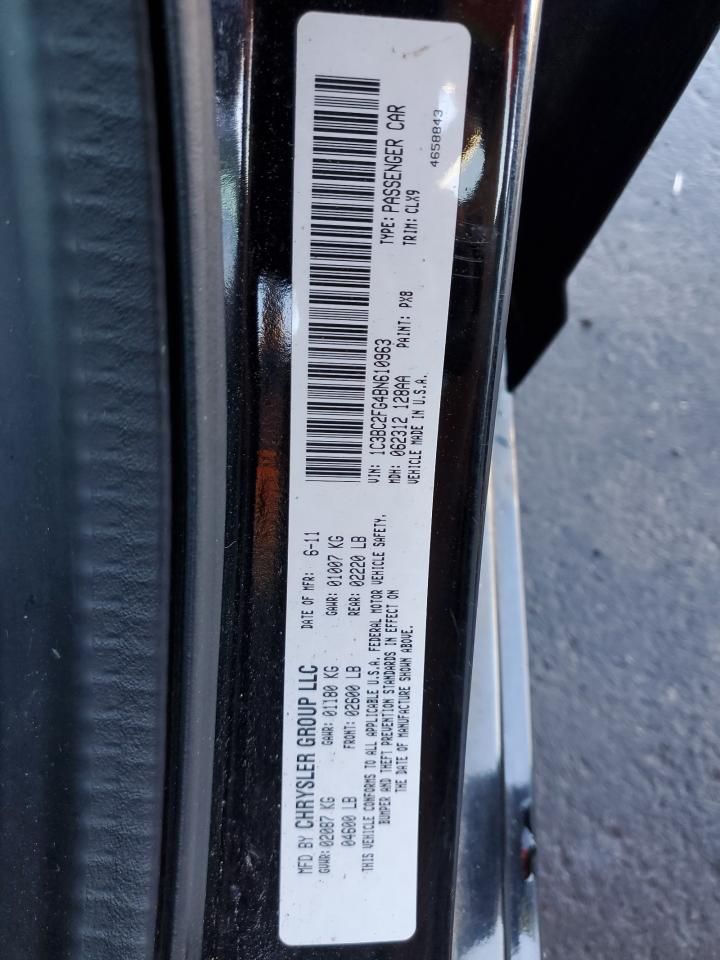 MFD BY CHRYSLER GROUP LLC
DATE OF MFR: 6-11
GVWR: 02087 KG
GAWR: 01180 KG
GAWR: 01007 KG
04600 LB
FRONT: 02600 LB
REAR: 02220 LB
THIS VEHICLE CONFORMS TO ALL APPLICABLE U.S.A. FEDERAL MOTOR VEHICLE SAFETY,
BUMPER AND THEFT PREVENTION STANDARDS IN EFFECT ON
THE DATE OF MANUFACTURE SHOWN ABOVE.
VIN: 1C3BC2FG4BN610963
TYPE: PASSENGER CAR
MDH: 062312 128AA
PAINT: PX8
TRIM: CLX9
VEHICLE MADE IN U.S.A.
4658843